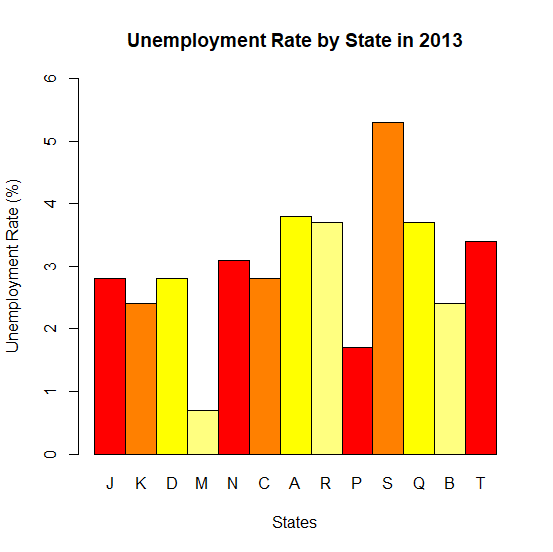 Unemployment Rate by State in 2013
Unemployment Rate (%)
6
5
4
3
2
1
0
J K D M N C A R P S Q B T
States